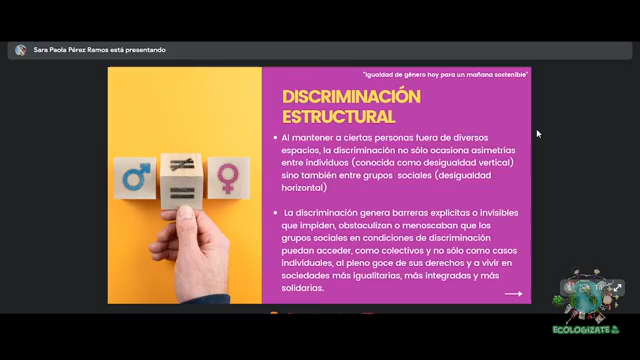 Sara Paola Pérez Ramos está presentando
"Igualdad de género hoy para un mañana sostenible"
DISCRIMINACIÓN
ESTRUCTURAL
• Al mantener a ciertas personas fuera de diversos
espacios, la discriminación no sólo ocasiona asimetrías
entre individuos (conocida como desigualdad vertical)
sino también entre grupos sociales (desigualdad
horizontal)
• La discriminación genera barreras explícitas o invisibles
que impiden, obstaculizan o menoscaban que los
grupos sociales en condiciones de discriminación
puedan acceder, como colectivos y no sólo como casos
individuales, al pleno goce de sus derechos y a vivir en
sociedades más igualitarias, más integradas y más
solidarias.
ECOLOGIZATE